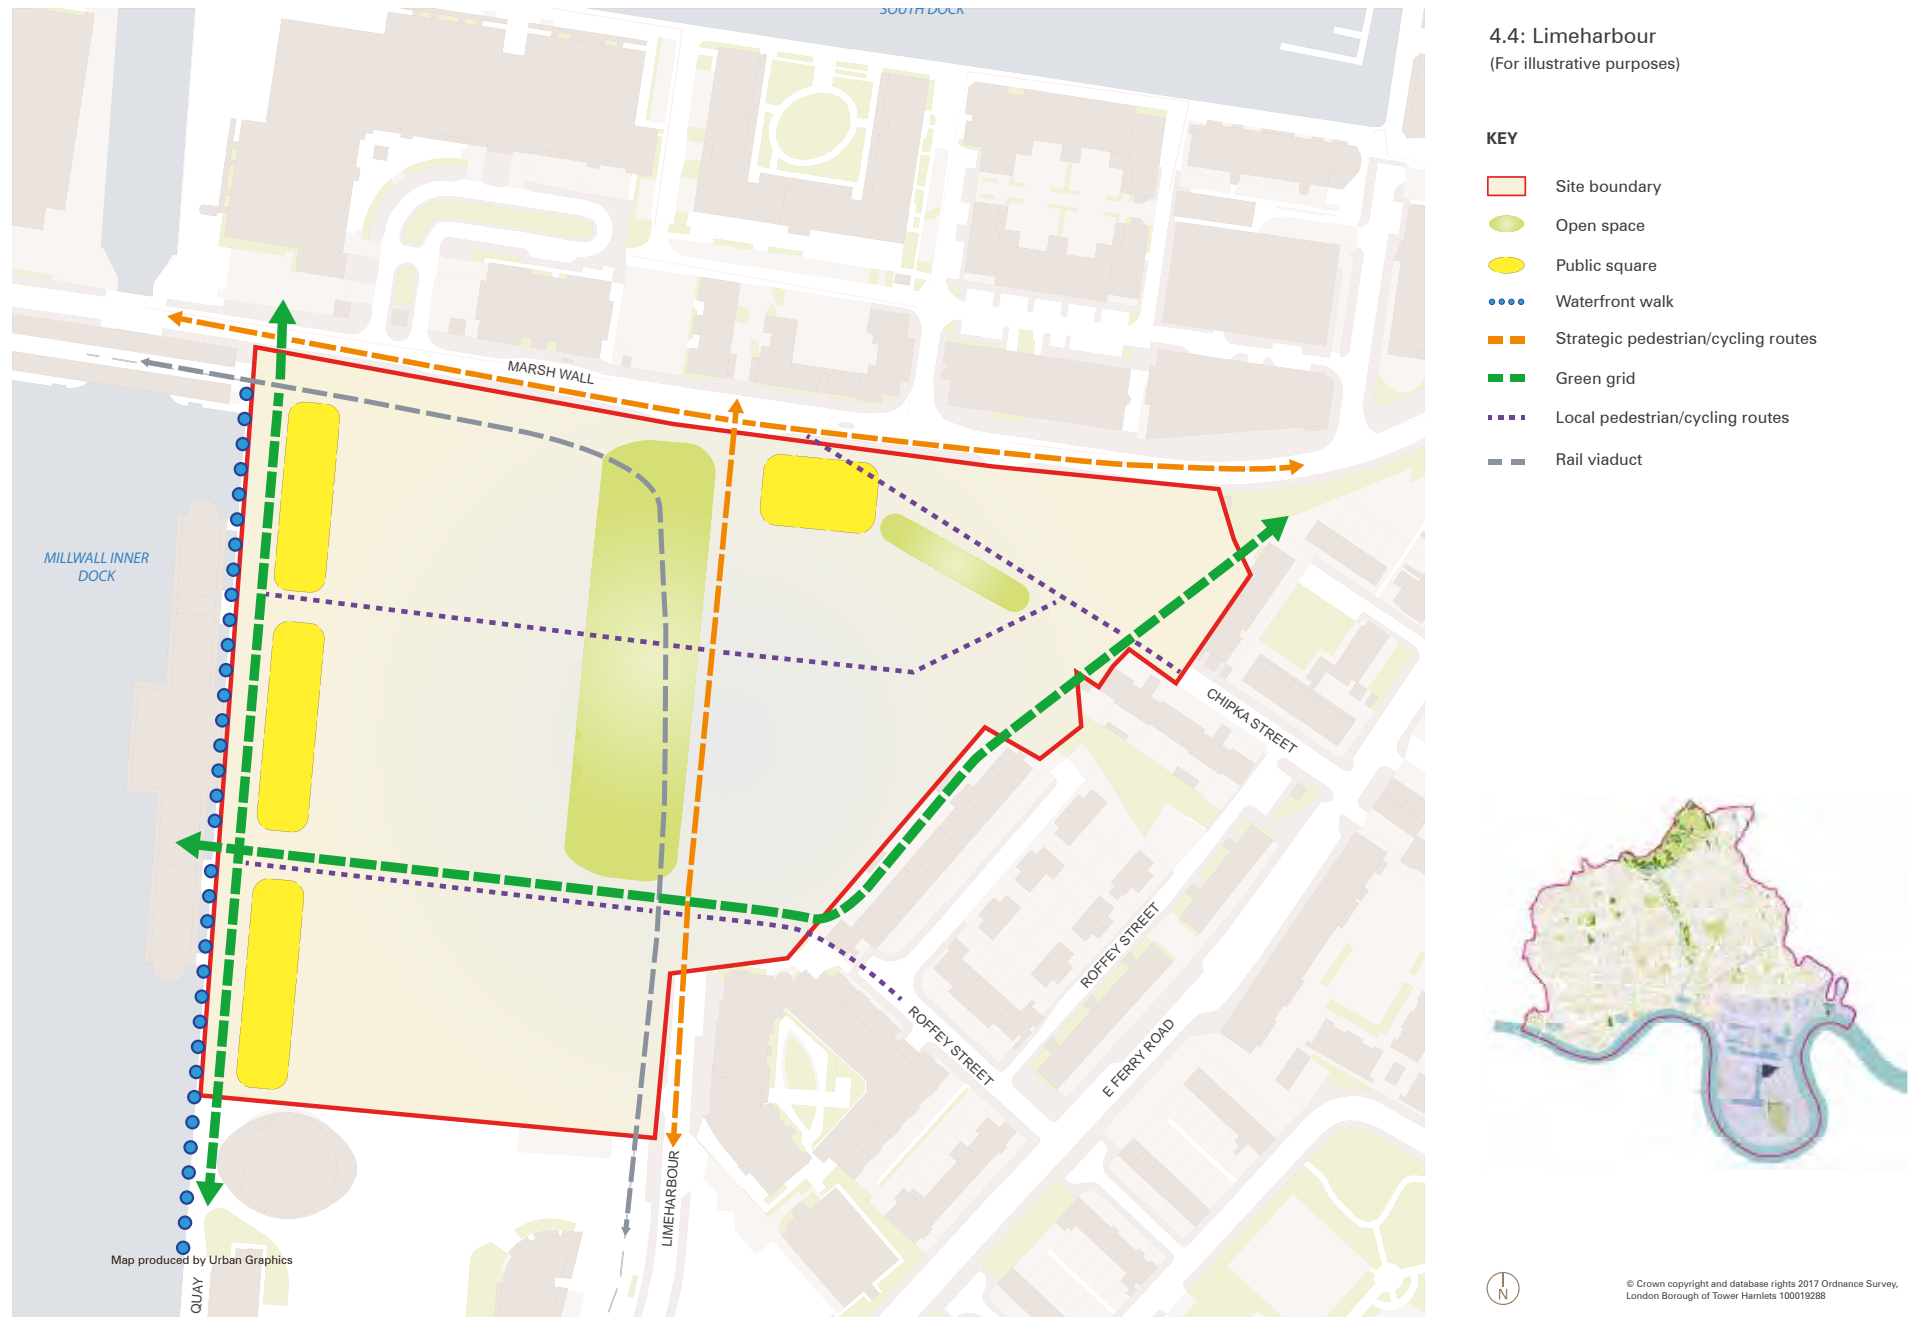 SOUTH DOCK
4.4: Limeharbour
(For illustrative purposes)
KEY
Site boundary
Open space
Public square
Waterfront walk
Strategic pedestrian/cycling routes
Green grid
Local pedestrian/cycling routes
Rail viaduct
MARSH WALL
MILLWALL INNER
DOCK
CHIPKA STREET
ROFFEY STREET
ROFFEY STREET
E FERRY ROAD
LIMEHARBOUR
Map produced by Urban Graphics
QUAY
N
© Crown copyright and database rights 2017 Ordnance Survey,
London Borough of Tower Hamlets 100019288